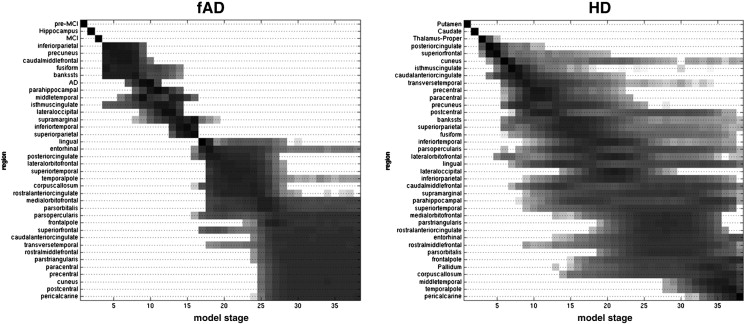 fAD
HD
pre-MCI
Hippocampus
MCI
inferiorparietal
precuneus
caudalmiddlefrontal
fusiform
bankssts
AD
parahippocampal
middletemporal
isthmuscingulate
lateraloccipital
supramarginal
inferiortemporal
superiorparietal
lingual
entorhinal
posteriorcingulate
lateralorbitofrontal
superiortemporal
temporalpole
corpuscallosum
rostralanteriorcingulate
medialorbitofrontal
parsorbitalis
parsopercularis
frontalpole
superiorfrontal
caudalanteriorcingulate
transversetemporal
rostralmiddlefrontal
parstriangularis
paracentral
precentral
cuneus
postcentral
pericalcarine
region
5 10 15 20 25 30 35
model stage
Putamen
Caudate
Thalamus-Proper
posteriorcingulate
superiorfrontal
cuneus
isthmuscingulate
caudalanteriorcingulate
transversetemporal
precentral
paracentral
precuneus
postcentral
bankssts
superiorparietal
fusiform
inferiortemporal
parsopercularis
lateralorbitofrontal
lingual
lateraloccipital
inferiorparietal
caudalmiddlefrontal
supramarginal
parahippocampal
superiortemporal
medialorbitofrontal
parstriangularis
rostralanteriorcingulate
entorhinal
rostralmiddlefrontal
parsorbitalis
frontalpole
Pallidum
corpuscallosum
middletemporal
temporalpole
pericalcarine
region
5 10 15 20 25 30 35
model stage